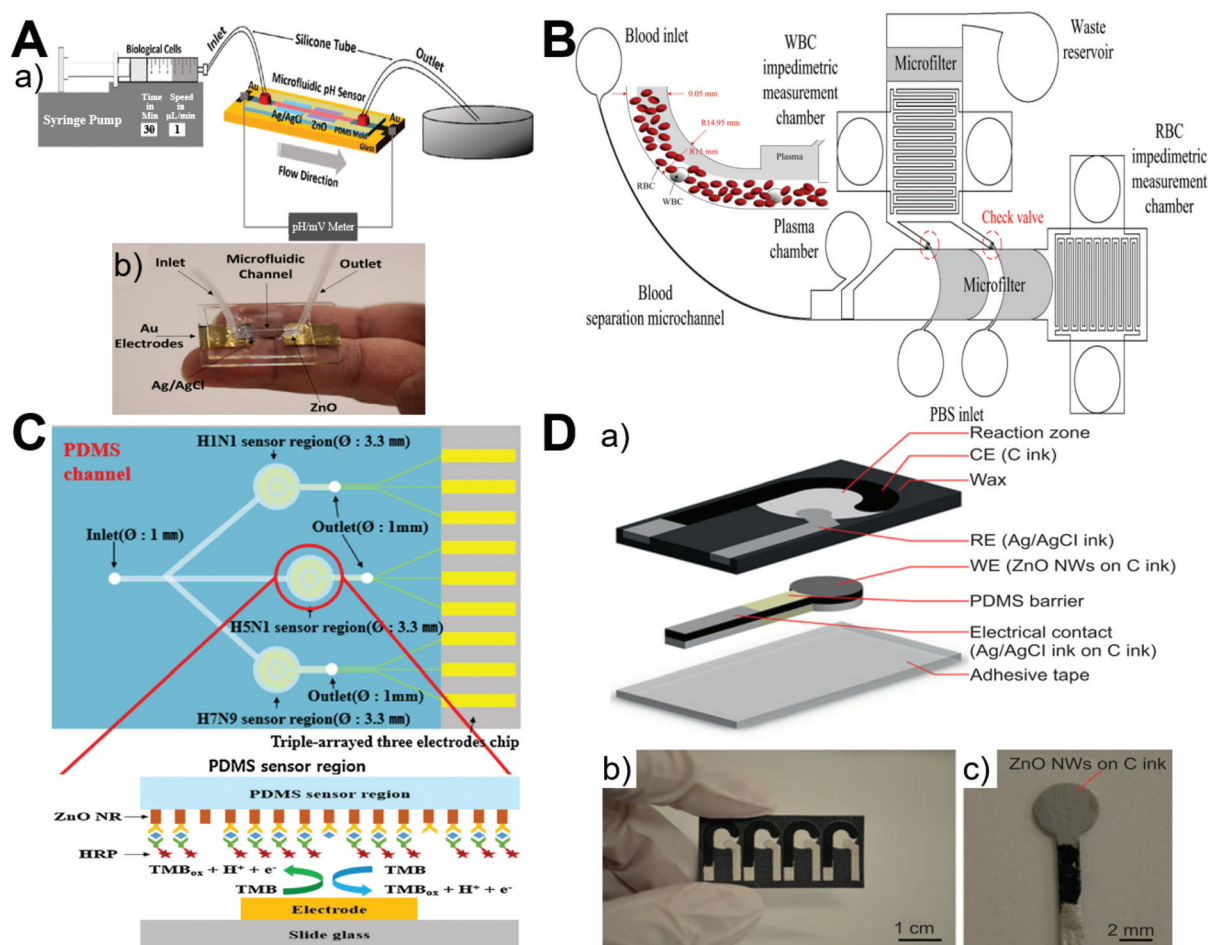 A
a)
Biological Cells
Inlet
Silicone Tube
Outlet
Microfluidic pH Sensor
Au
Ag/AgCl
ZnO
PDMS Mold
Au
Glass
Syringe Pump
Time
in
Min
30
Speed
in
µL/min
1
Flow Direction
pH/mV Meter
b)
Inlet
Microfluidic
Channel
Outlet
Au
Electrodes
Ag/AgCl
ZnO
B
Blood inlet
0.05 mm
R14.95 mm
R15 mm
Plasma
RBC
WBC
WBC
impedimetric
measurement
chamber
Microfilter
Waste
reservoir
RBC
impedimetric
measurement
chamber
Check valve
Plasma
chamber
Microfilter
Blood
separation microchannel
PBS inlet
C
PDMS
channel
H1N1 sensor region(Ø : 3.3 mm)
Inlet(Ø : 1 mm)
Outlet(Ø : 1mm)
H5N1 sensor region(Ø : 3.3 mm)
Outlet(Ø : 1mm)
H7N9 sensor region(Ø : 3.3 mm)
Triple-arrayed three electrodes chip
PDMS sensor region
PDMS sensor region
ZnO NR
HRP
TMBox + H+ + e-
TMB
TMB
TMBox + H+ + e-
Electrode
Slide glass
D
a)
Reaction zone
CE (C ink)
Wax
RE (Ag/AgCl ink)
WE (ZnO NWs on C ink)
PDMS barrier
Electrical contact
(Ag/AgCl ink on C ink)
Adhesive tape
b)
1 cm
c)
ZnO NWs on C ink
2 mm